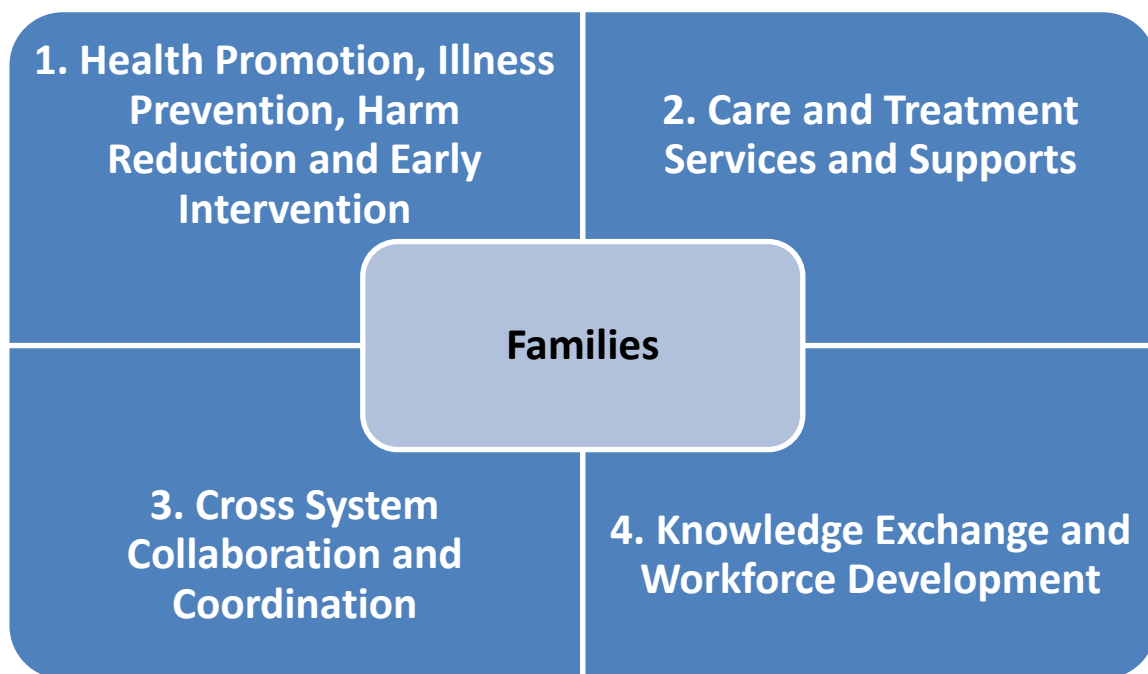 1. Health Promotion, Illness
Prevention, Harm
Reduction and Early
Intervention
2. Care and Treatment
Services and Supports
Families
3. Cross System
Collaboration and
Coordination
4. Knowledge Exchange and
Workforce Development